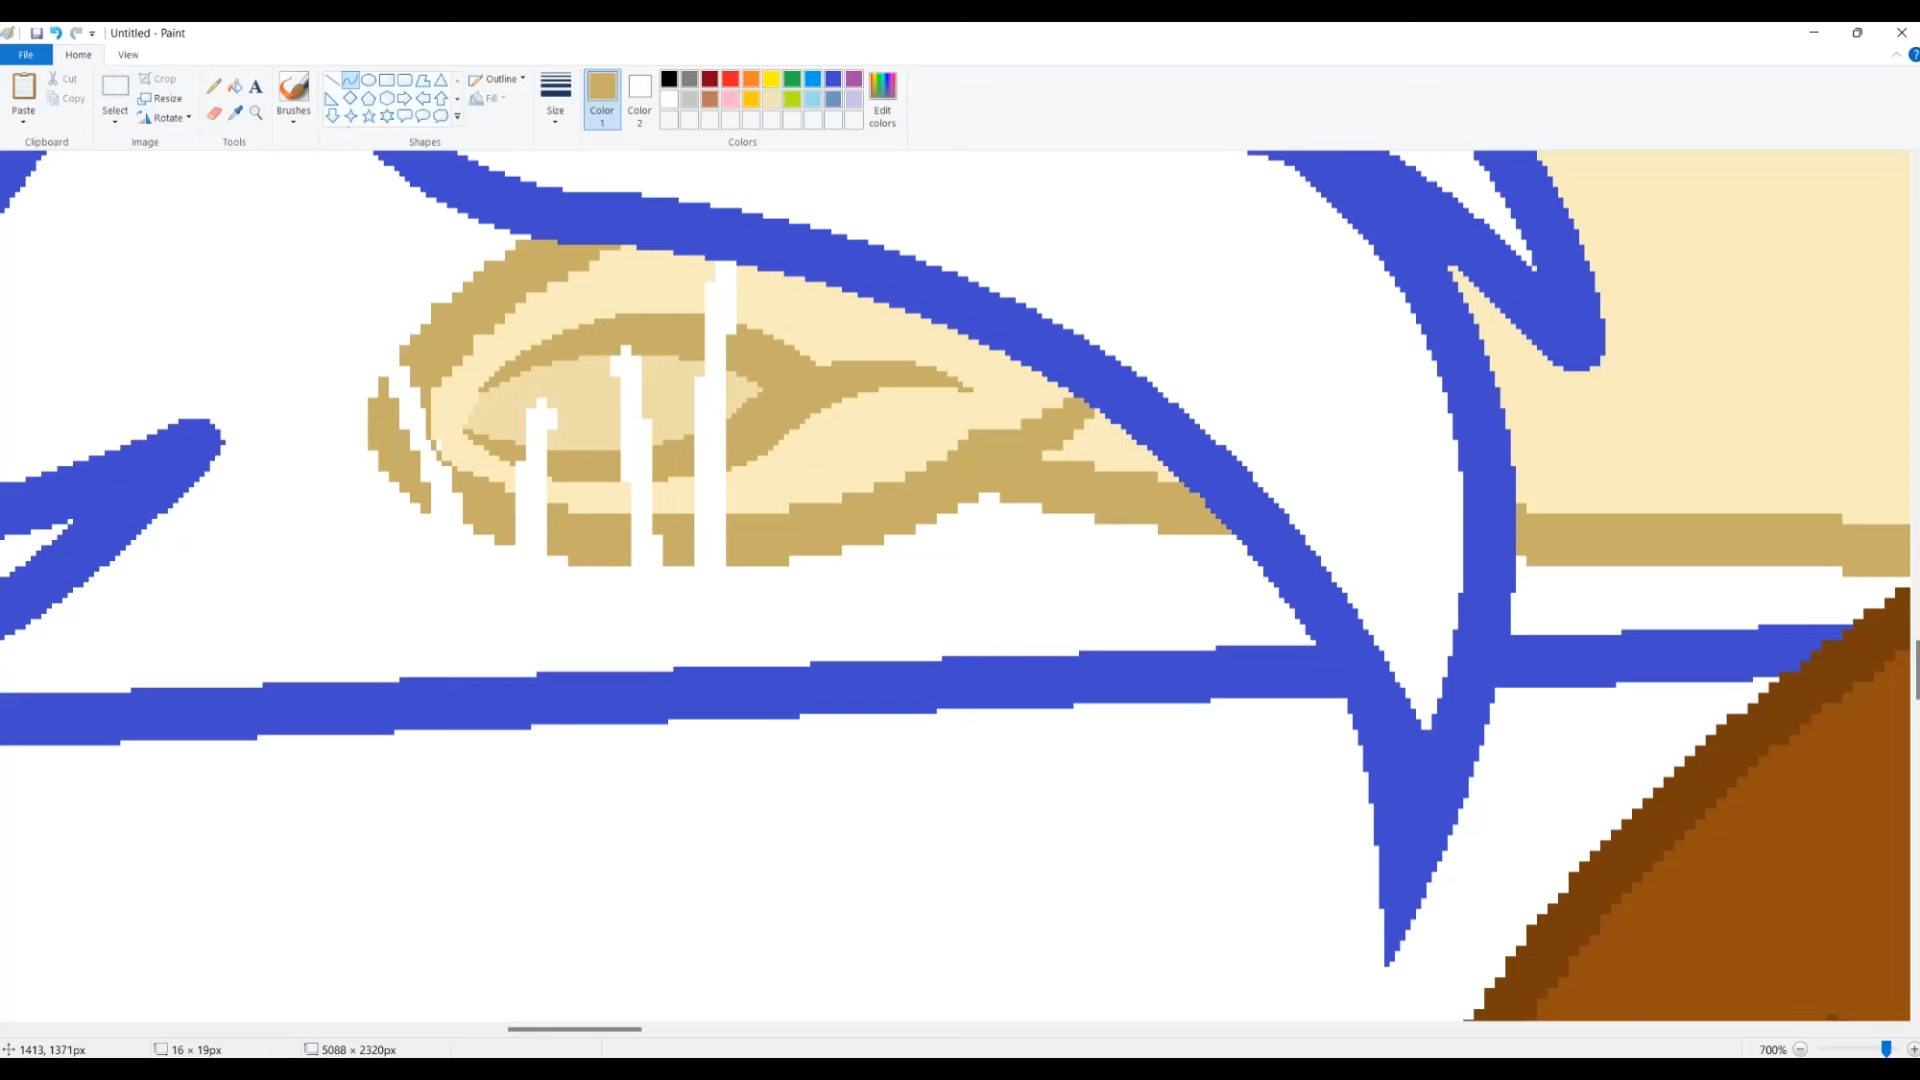 Untitled - Paint
File Home View
Paste
Cut
Copy
Clipboard
Select
Crop
Resize
Rotate
Image
A
Tools
Brushes
Outline
Fill
Shapes
Size
Color 1
Color 2
Edit colors
Colors
1413, 1371px 16 × 19px 5088 × 2320px 700%